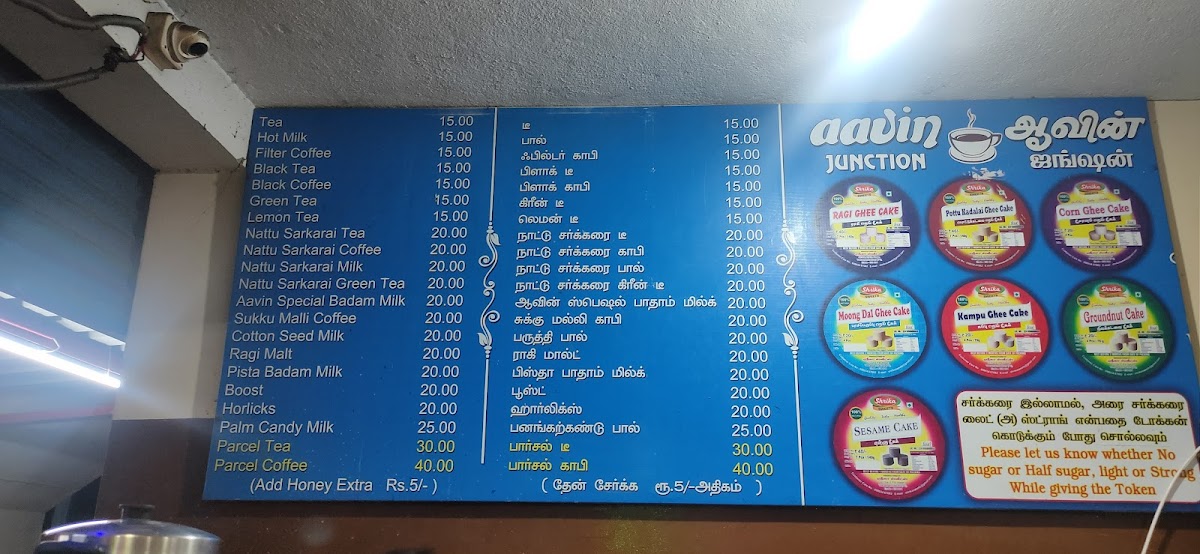 Tea 15.00
Hot Milk 15.00
Filter Coffee 15.00
Black Tea 15.00
Black Coffee 15.00
Green Tea 15.00
Lemon Tea 15.00
Nattu Sarkarai Tea 20.00
Nattu Sarkarai Coffee 20.00
Nattu Sarkarai Milk 20.00
Nattu Sarkarai Green Tea 20.00
Aavin Special Badam Milk 20.00
Sukku Malli Coffee 20.00
Cotton Seed Milk 20.00
Ragi Malt 20.00
Pista Badam Milk 20.00
Boost 20.00
Horlicks 20.00
Palm Candy Milk 25.00
Parcel Tea 30.00
Parcel Coffee 40.00
(Add Honey Extra Rs.5/-)
டீ 15.00
பால் 15.00
ஃபில்டர் காபி 15.00
பிளாக் டீ 15.00
பிளாக் காபி 15.00
கிரீன் டீ 15.00
லெமன் டீ 15.00
நாட்டு சர்க்கரை டீ 20.00
நாட்டு சர்க்கரை காபி 20.00
நாட்டு சர்க்கரை பால் 20.00
நாட்டு சர்க்கரை கிரீன் டீ 20.00
ஆவின் ஸ்பெஷல் பாதாம் மில்க் 20.00
சுக்கு மல்லி காபி 20.00
பருத்தி பால் 20.00
ராகி மால்ட் 20.00
பிஸ்தா பாதாம் மில்க் 20.00
பூஸ்ட் 20.00
ஹார்லிக்ஸ் 20.00
பனங்கற்கண்டு பால் 25.00
பார்சல் டீ 30.00
பார்சல் காபி 40.00
( தேன் சேர்க்க ரூ.5/-அதிகம் )
aavin ஆவின்
JUNCTION ஜங்ஷன்
Shrika
RAGI GHEE CAKE
Shrika
Pottu Kadalai Ghee Cake
Shrika
Corn Ghee Cake
Shrika
Moong Dal Ghee Cake
Shrika
Kampu Ghee Cake
Shrika
Groundnut Cake
Shrika
SESAME CAKE
சர்க்கரை இல்லாமல், அரை சர்க்கரை
லைட் (அ) ஸ்ட்ராங் என்பதை டோக்கன்
கொடுக்கும் போது சொல்லவும்
Please let us know whether No
sugar or Half sugar, light or Strong
While giving the Token